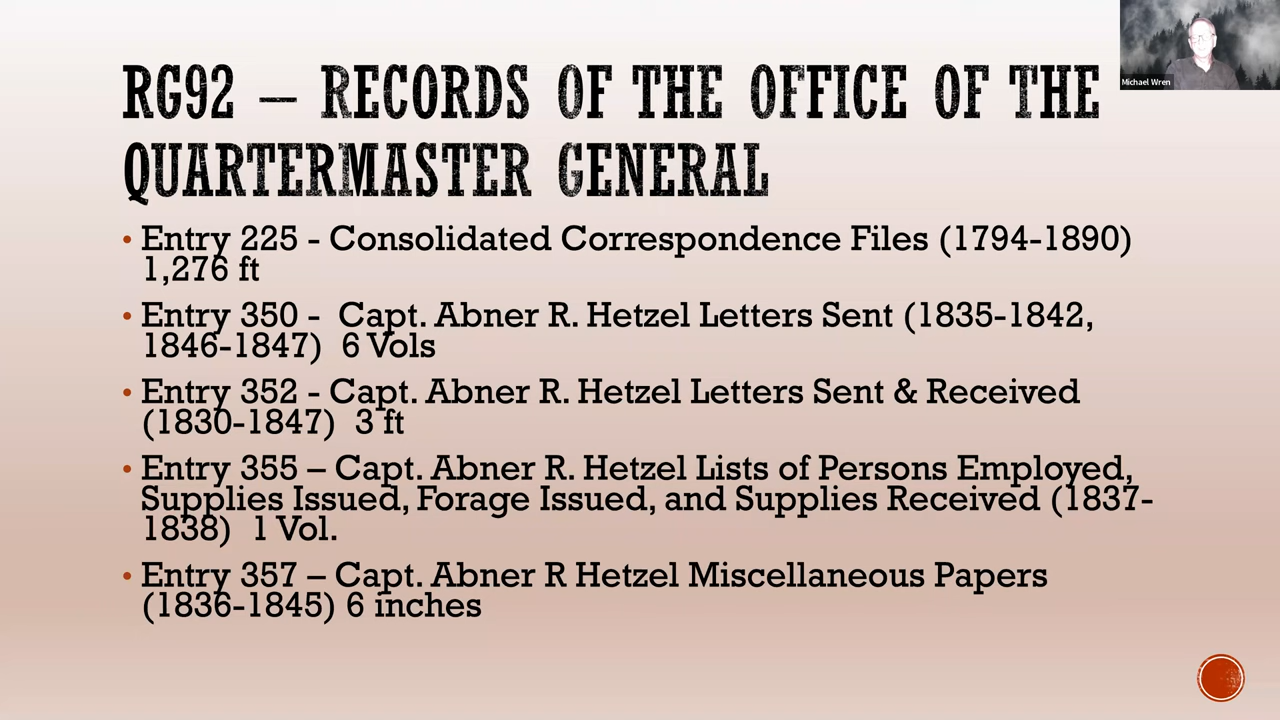 RG92 – RECORDS OF THE OFFICE OF THE
QUARTERMASTER GENERAL
Michael Wren
• Entry 225 - Consolidated Correspondence Files (1794-1890)
1,276 ft
• Entry 350 -  Capt. Abner R. Hetzel Letters Sent (1835-1842,
1846-1847)  6 Vols
• Entry 352 - Capt. Abner R. Hetzel Letters Sent & Received
(1830-1847)  3 ft
• Entry 355 – Capt. Abner R. Hetzel Lists of Persons Employed,
Supplies Issued, Forage Issued, and Supplies Received (1837-
1838)  1 Vol.
• Entry 357 – Capt. Abner R Hetzel Miscellaneous Papers
(1836-1845) 6 inches